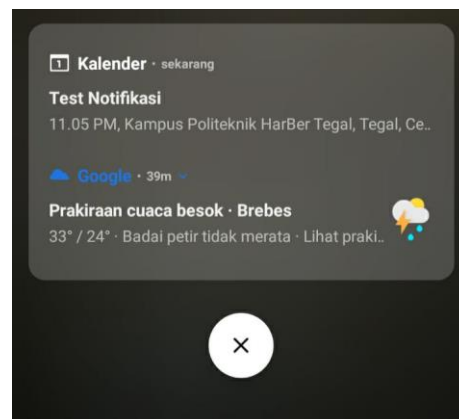 1 Kalender · sekarang
Test Notifikasi
11.05 PM, Kampus Politeknik HarBer Tegal, Tegal, Ce..
Google · 39m
Prakiraan cuaca besok · Brebes
33° / 24° · Badai petir tidak merata · Lihat praki..